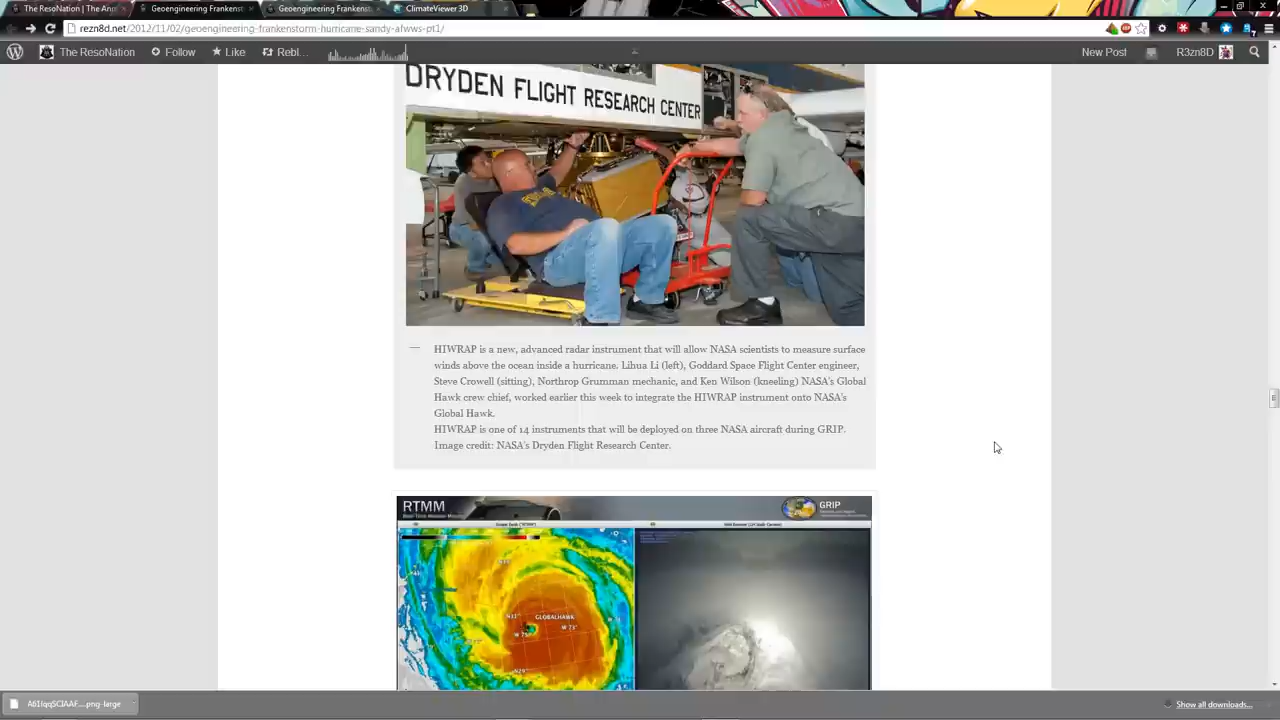 The ResoNation | The An
Geoengineering Frankens
Geoengineering Frankens
ClimateViewer 3D
rezn8d.net/2012/11/02/geoengineering-frankenstorm-hurricane-sandy-afwws-pt1/
The ResoNation
Follow
Like
Rebl...
New Post
R3zn8D
DRYDEN FLIGHT RESEARCH CENTER
— HIWRAP is a new, advanced radar instrument that will allow NASA scientists to measure surface
winds above the ocean inside a hurricane. Lihua Li (left), Goddard Space Flight Center engineer,
Steve Crowell (sitting), Northrop Grumman mechanic, and Ken Wilson (kneeling) NASA's Global
Hawk crew chief, worked earlier this week to integrate the HIWRAP instrument onto NASA's
Global Hawk.
HIWRAP is one of 14 instruments that will be deployed on three NASA aircraft during GRIP.
Image credit: NASA's Dryden Flight Research Center.
RTMM
GRIP
GLOBALHAWK
N31°
W 75°
W 73°
N29°
Show all downloads...